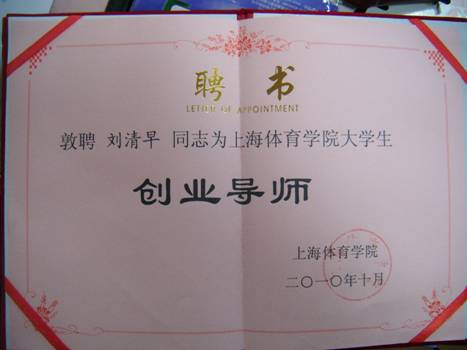 聘 书
LETTER OF APPOINTMENT
敦聘 刘清早 同志为上海体育学院大学生
创业导师
上海体育学院
二〇一〇年十月